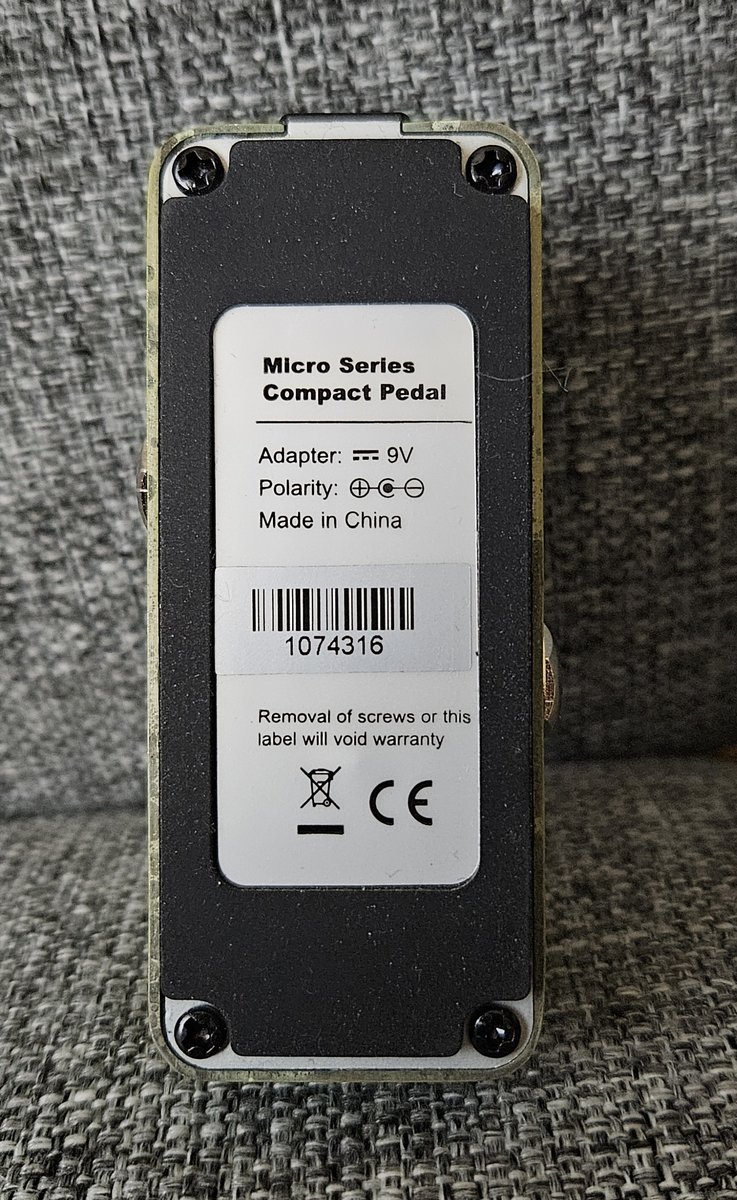 Micro Series
Compact Pedal
Adapter: ⎓ 9V
Polarity:
Made in China
1074316
Removal of screws or this
label will void warranty
CE